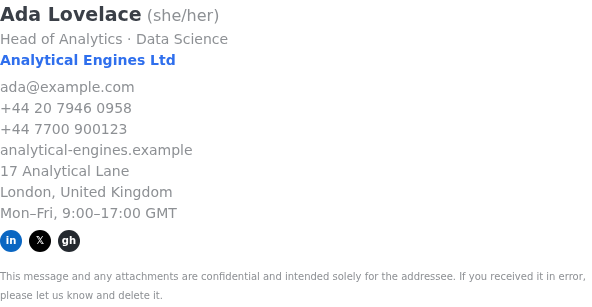 Ada Lovelace (she/her)
Head of Analytics · Data Science
Analytical Engines Ltd
ada@example.com
+44 20 7946 0958
+44 7700 900123
analytical-engines.example
17 Analytical Lane
London, United Kingdom
Mon–Fri, 9:00–17:00 GMT
in 𝕏 gh
This message and any attachments are confidential and intended solely for the addressee. If you received it in error,
please let us know and delete it.